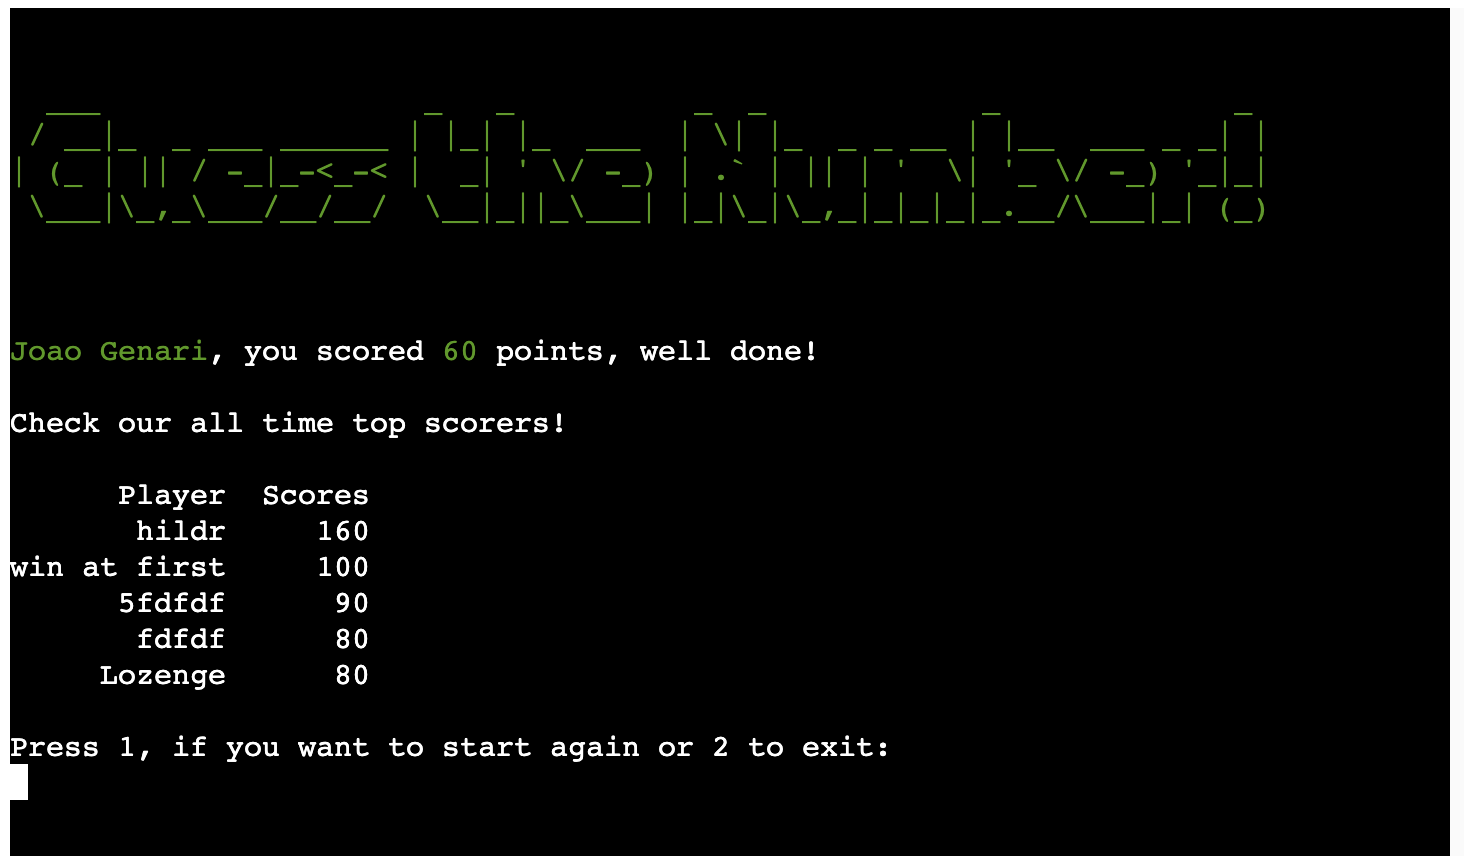 Guess the Number!
Joao Genari, you scored 60 points, well done!
Check our all time top scorers!
Player Scores
hildr 160
win at first 100
5fdfdf 90
fdfdf 80
Lozenge 80
Press 1, if you want to start again or 2 to exit: